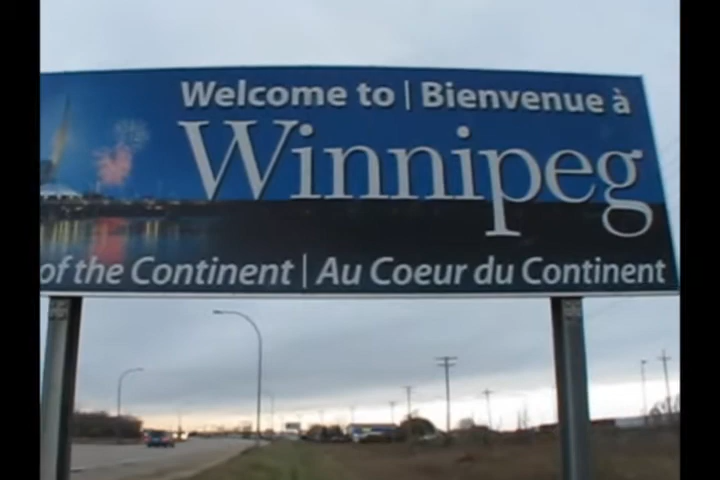 Welcome to | Bienvenue à
Winnipeg
of the Continent | Au Coeur du Continent